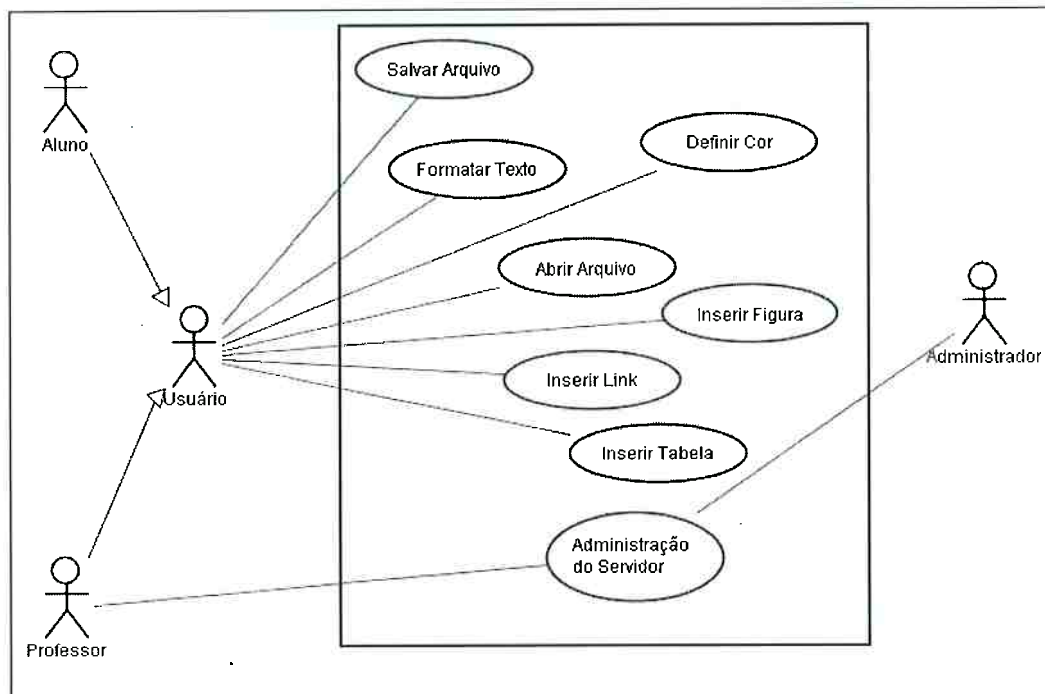 Salvar Arquivo
Aluno
Definir Cor
Formatar Texto
Abrir Arquivo
Inserir Figura
Administrador
Inserir Link
Usuário
Inserir Tabela
Administração
do Servidor
Professor